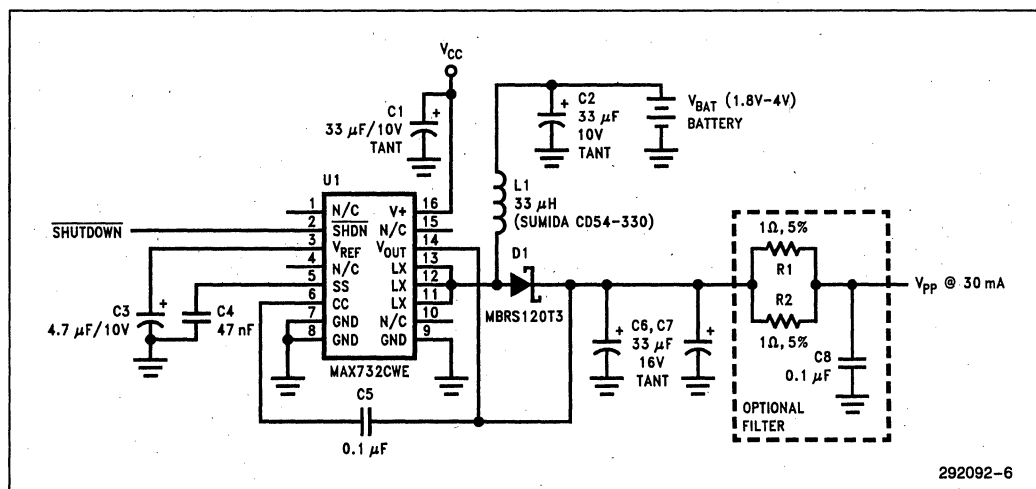 V_CC
C1
33 μF/10V
TANT
C2
33 μF
10V
TANT
V_BAT (1.8V–4V)
BATTERY
U1
L1
33 μH
(SUMIDA CD54-330)
1 N/C V+ 16
2 S̅H̅D̅N̅ N/C 15
3 V_REF V_OUT 14
4 N/C LX 13
5 SS LX 12
6 CC LX 11
7 GND N/C 10
8 GND GND 9
S̅H̅U̅T̅D̅O̅W̅N̅
MAX732CWE
C3
4.7 μF/10V
C4
47 nF
D1
MBRS120T3
C5
0.1 μF
C6, C7
33 μF
16V
TANT
1Ω, 5%
R1
R2
1Ω, 5%
C8
0.1 μF
OPTIONAL
FILTER
V_PP @ 30 mA
292092–6